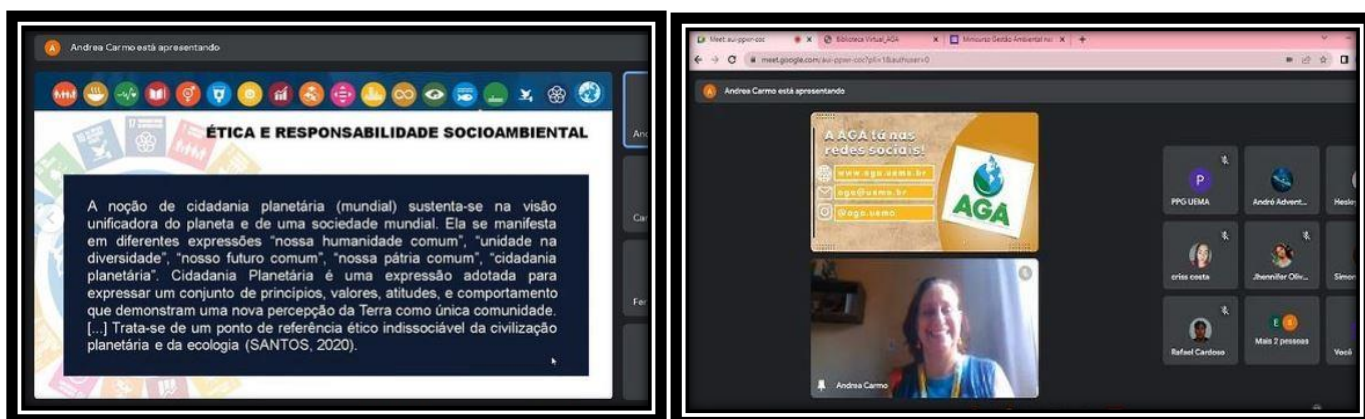 Andrea Carmo está apresentando
ÉTICA E RESPONSABILIDADE SOCIOAMBIENTAL
A noção de cidadania planetária (mundial) sustenta-se na visão
unificadora do planeta e de uma sociedade mundial. Ela se manifesta
em diferentes expressões “nossa humanidade comum”, “unidade na
diversidade”, “nosso futuro comum”, “nossa pátria comum”, “cidadania
planetária”. Cidadania Planetária é uma expressão adotada para
expressar um conjunto de princípios, valores, atitudes, e comportamento
que demonstram uma nova percepção da Terra como única comunidade.
[...] Trata-se de um ponto de referência ético indissociável da civilização
planetária e da ecologia (SANTOS, 2020).
Biblioteca Virtual_AGA
Andrea Carmo está apresentando
A AGA tá nas
redes sociais!
www.aga.uema.br
aga@uema.br
@aga.uema
AGA
Andrea Carmo
P
PPG UEMA
André Advent...
criss costa
Jhennifer Oliv...
Simon
Rafael Cardoso
E
Mais 2 pessoas
Você